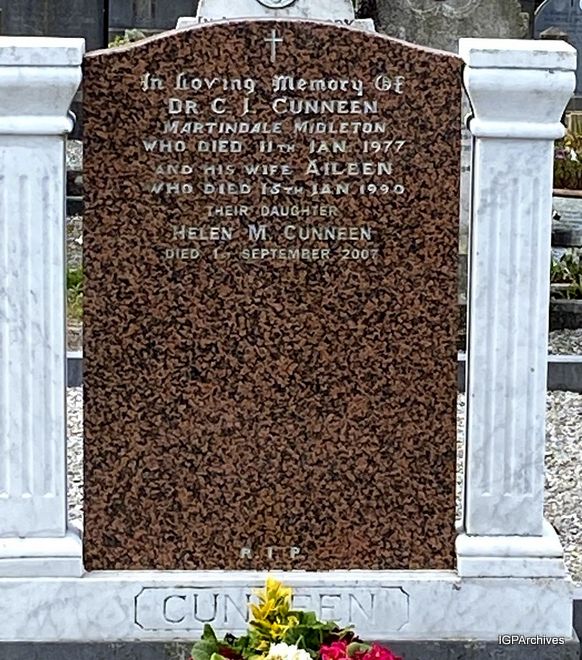 In Loving Memory Of
DR C. J. CUNNEEN
MARTINDALE MIDLETON
WHO DIED 11TH JAN 1977
AND HIS WIFE AILEEN
WHO DIED 15TH JAN 1990
THEIR DAUGHTER
HELEN M. CUNNEEN
DIED 1ST SEPTEMBER 2007
R I P
CUNNEEN
IGPArchives